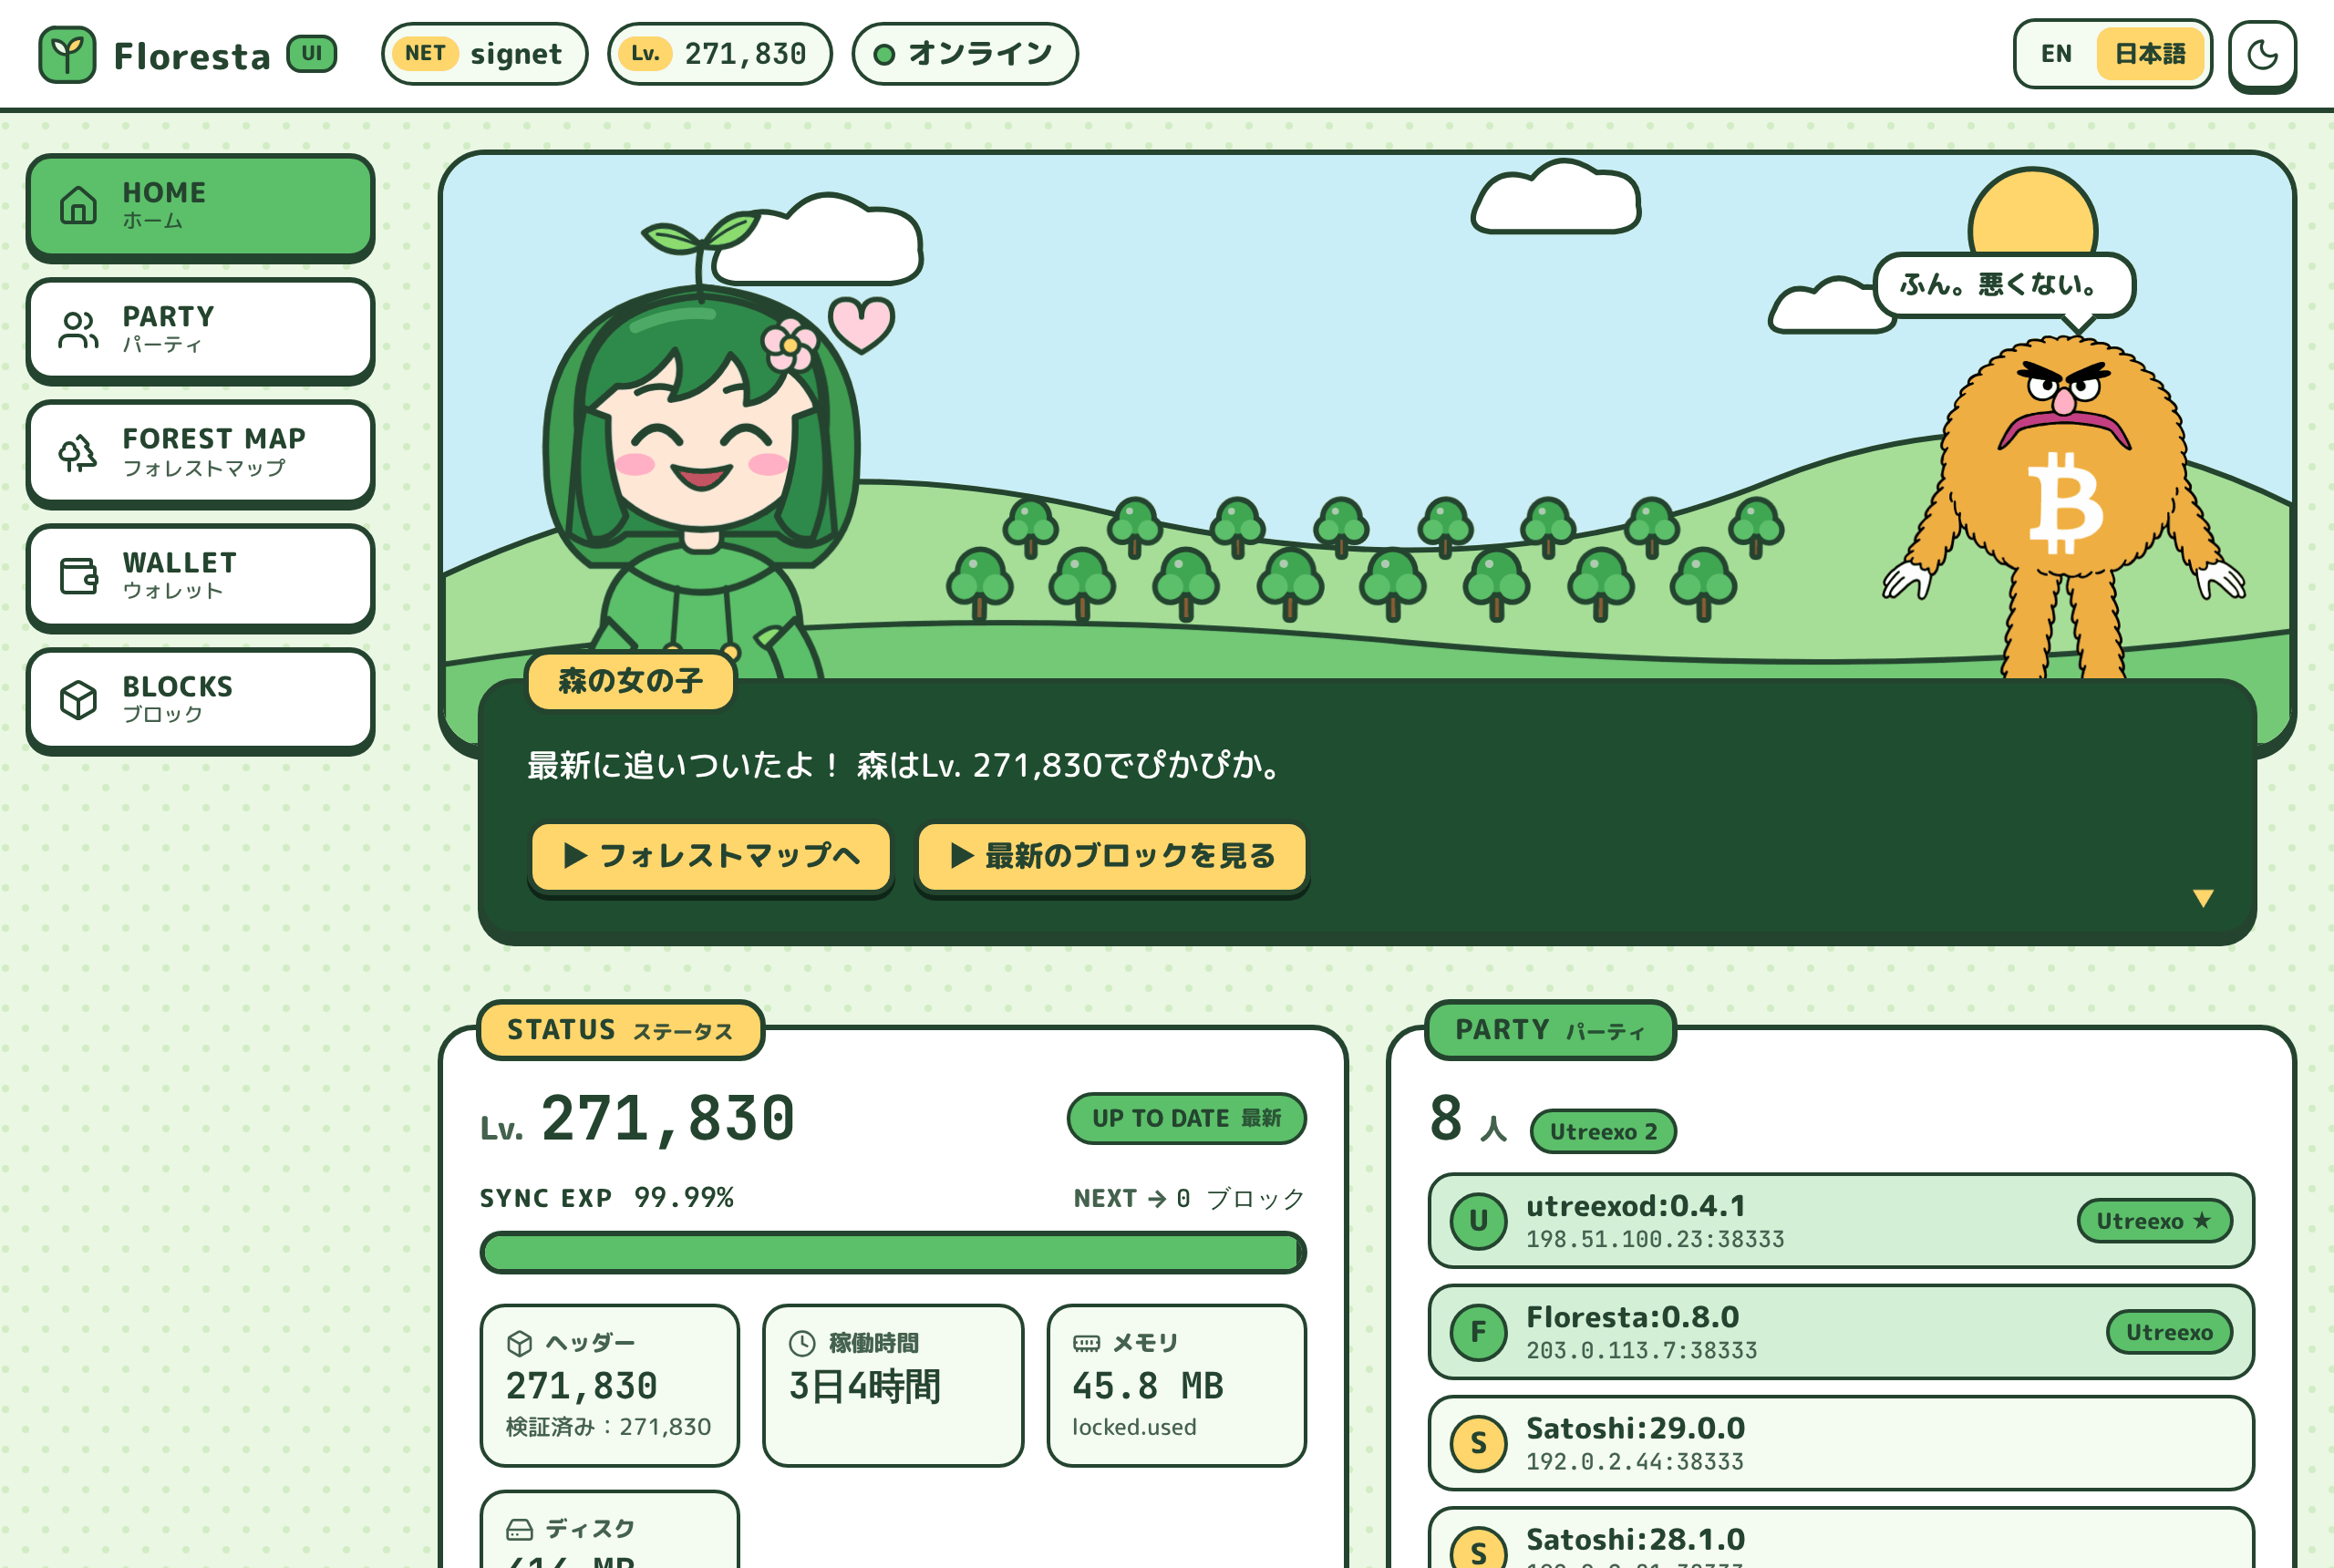 Floresta UI NET signet Lv. 271,830 オンライン EN 日本語
HOME
ホーム
PARTY
パーティ
FOREST MAP
フォレストマップ
WALLET
ウォレット
BLOCKS
ブロック
ふん。悪くない。
森の女の子
最新に追いついたよ！ 森はLv. 271,830でぴかぴか。
▶ フォレストマップへ ▶ 最新のブロックを見る
▼
STATUS ステータス
Lv. 271,830 UP TO DATE 最新
SYNC EXP 99.99% NEXT → 0 ブロック
ヘッダー
271,830
検証済み：271,830
稼働時間
3日4時間
メモリ
45.8 MB
locked.used
ディスク
PARTY パーティ
8 人 Utreexo 2
U utreexod:0.4.1 Utreexo ★
198.51.100.23:38333
F Floresta:0.8.0 Utreexo
203.0.113.7:38333
S Satoshi:29.0.0
192.0.2.44:38333
S Satoshi:28.1.0